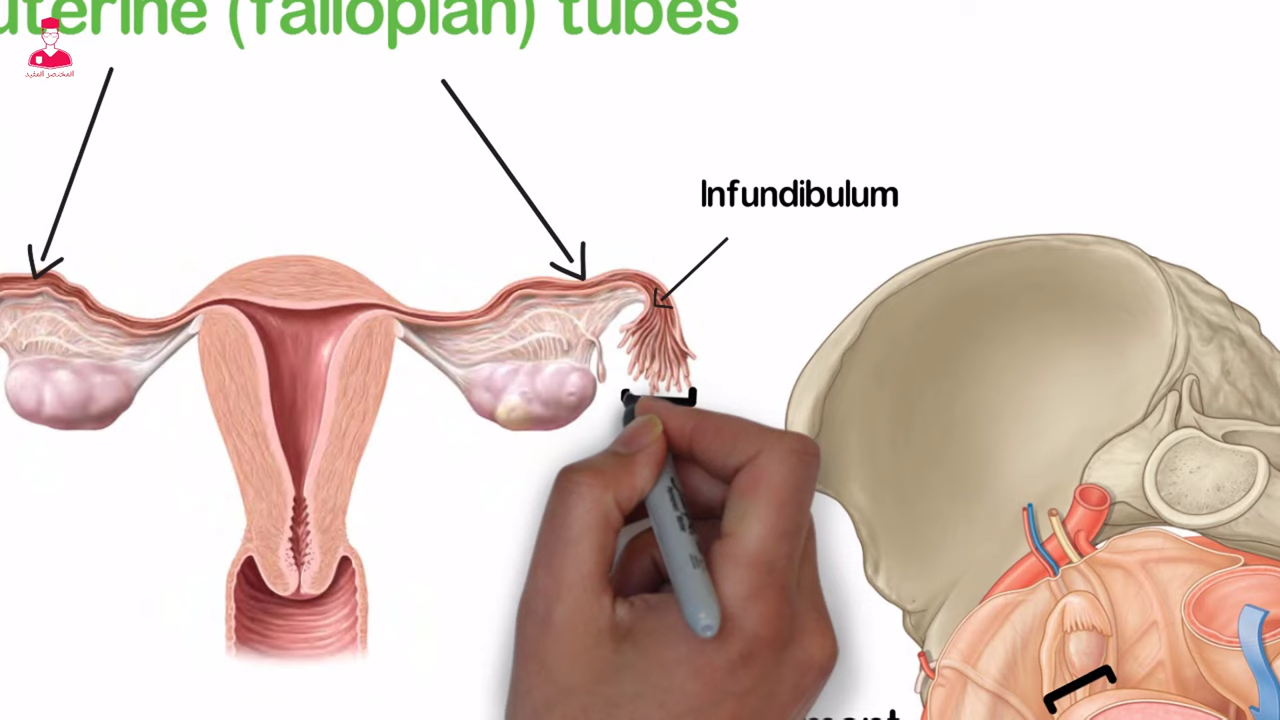 uterine (fallopian) tubes
المختصر المفيد
Infundibulum